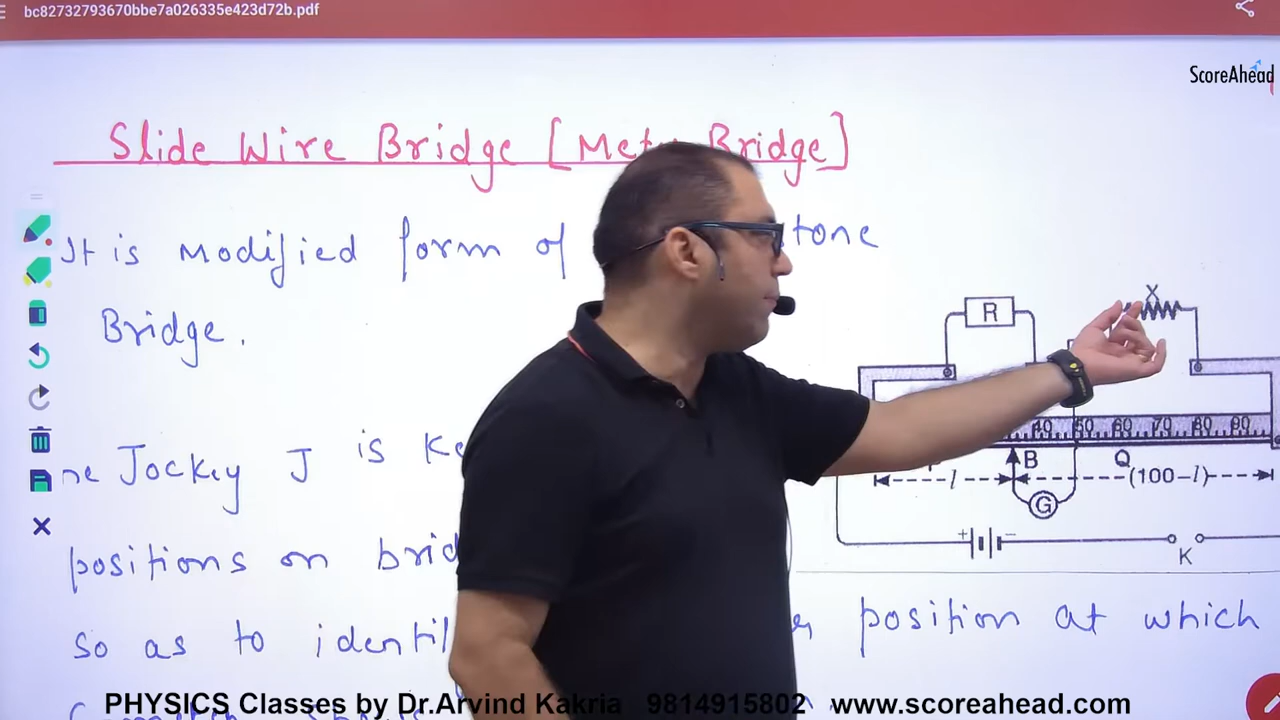 bc82732793670bbe7a026335e423d72b.pdf
ScoreAhead
Slide Wire Bridge [Mete Bridge]
It is modified form of tone
Bridge.
X
R
40 50 60 70 80 90
B Q
l (100-l)
G
+ -
K
Jockey J is Ke
positions on brid
so as to identi position at which
PHYSICS Classes by Dr.Arvind Kakria 9814915802 www.scoreahead.com